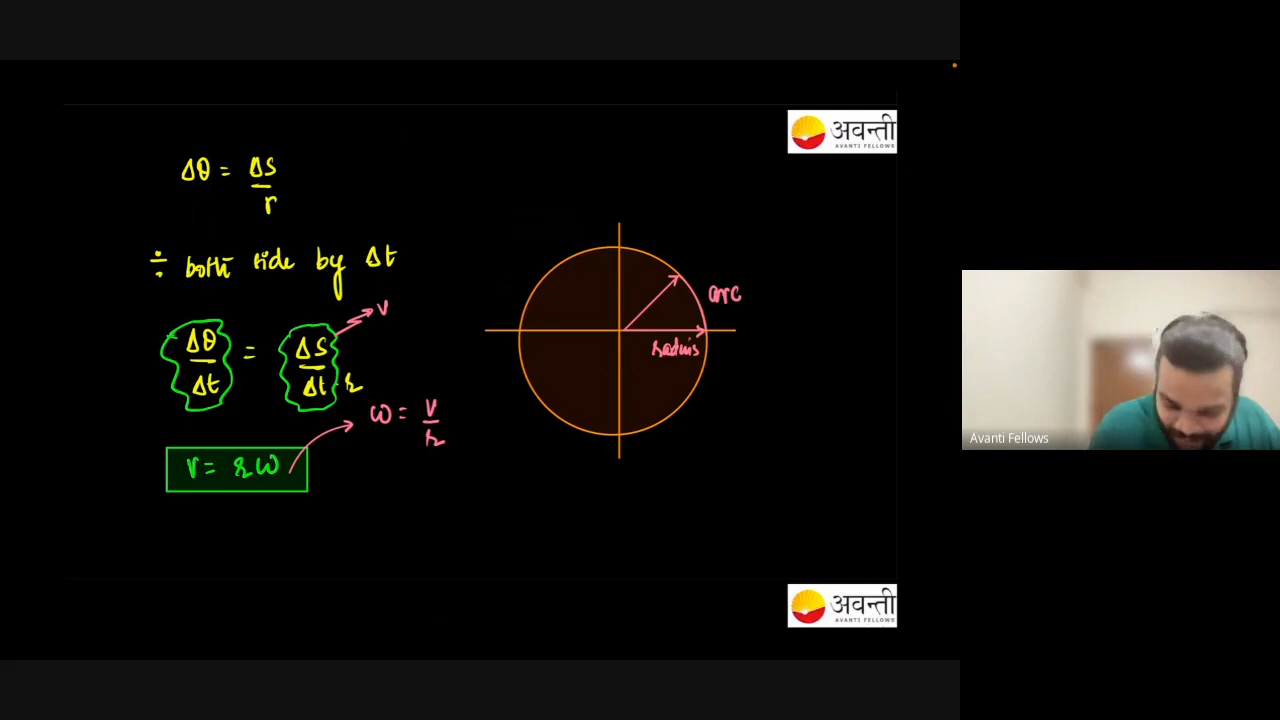 अवन्ती
AVANTI FELLOWS
Δθ = Δs
r
÷ both side by Δt
Δθ = Δs
Δt Δt r
v
ω = v
r
v = rω
arc
radius
Avanti Fellows
अवन्ती
AVANTI FELLOWS